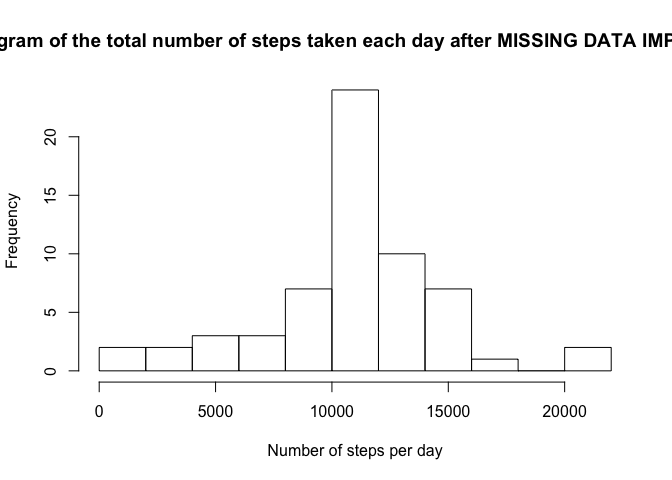 gram of the total number of steps taken each day after MISSING DATA IMP
20
15
10
5
0
Frequency
0 5000 10000 15000 20000
Number of steps per day